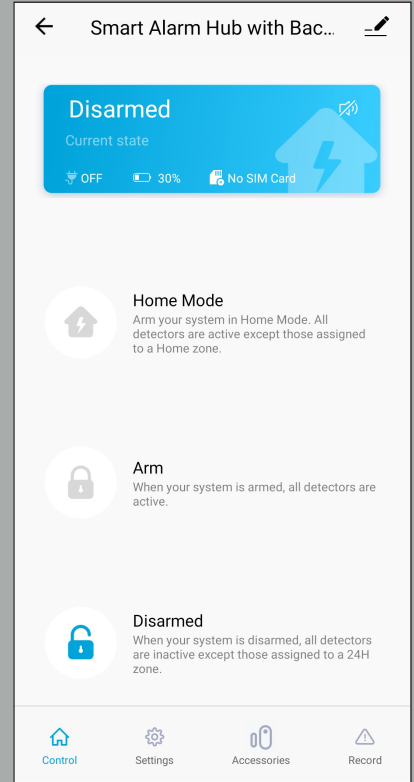 Smart Alarm Hub with Bac...
Disarmed
Current state
OFF 30% No SIM Card
Home Mode
Arm your system in Home Mode. All
detectors are active except those assigned
to a Home zone.
Arm
When your system is armed, all detectors are
active.
Disarmed
When your system is disarmed, all detectors
are inactive except those assigned to a 24H
zone.
Control Settings Accessories Record